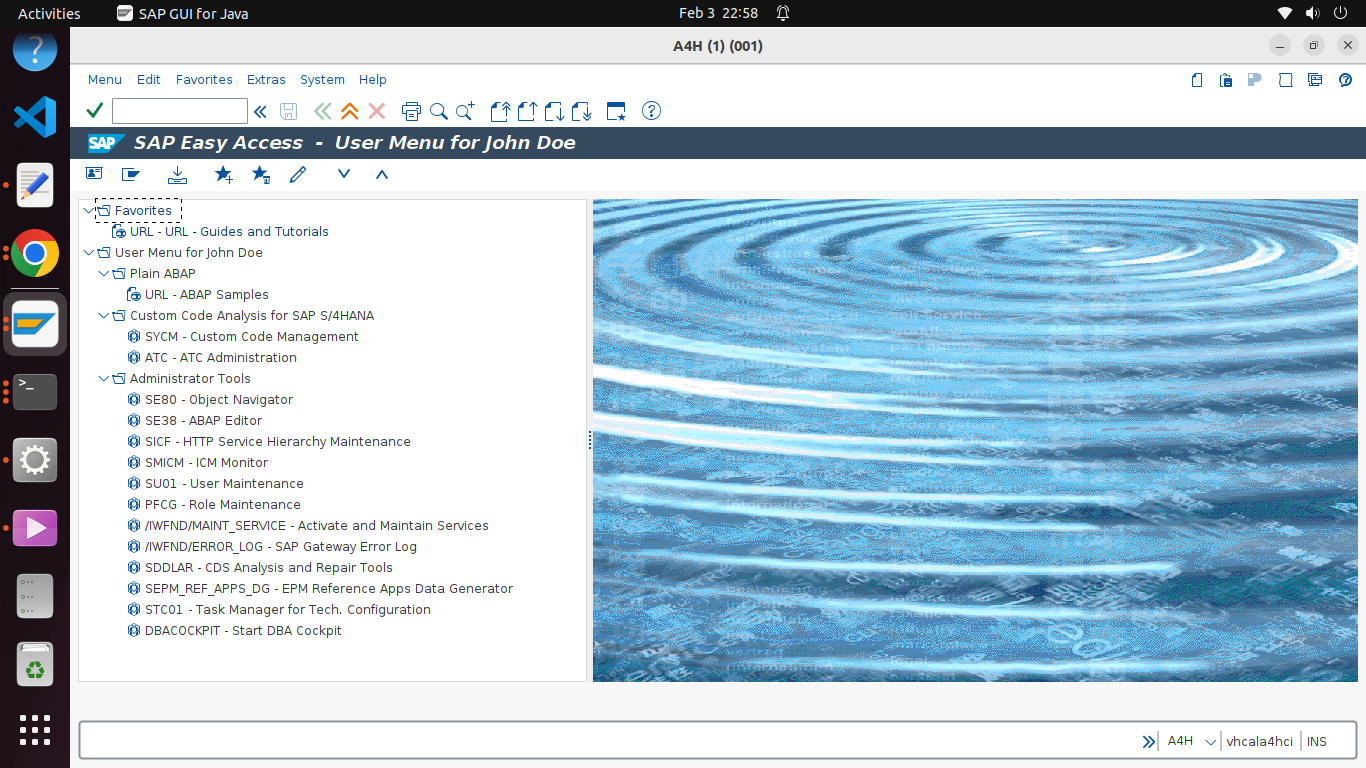 Activities SAP GUI for Java Feb 3 22:58
A4H (1) (001)
Menu Edit Favorites Extras System Help
SAP SAP Easy Access - User Menu for John Doe
Favorites
URL - URL - Guides and Tutorials
User Menu for John Doe
Plain ABAP
URL - ABAP Samples
Custom Code Analysis for SAP S/4HANA
SYCM - Custom Code Management
ATC - ATC Administration
Administrator Tools
SE80 - Object Navigator
SE38 - ABAP Editor
SICF - HTTP Service Hierarchy Maintenance
SMICM - ICM Monitor
SU01 - User Maintenance
PFCG - Role Maintenance
/IWFND/MAINT_SERVICE - Activate and Maintain Services
/IWFND/ERROR_LOG - SAP Gateway Error Log
SDDLAR - CDS Analysis and Repair Tools
SEPM_REF_APPS_DG - EPM Reference Apps Data Generator
STC01 - Task Manager for Tech. Configuration
DBACOCKPIT - Start DBA Cockpit
A4H vhcala4hci INS